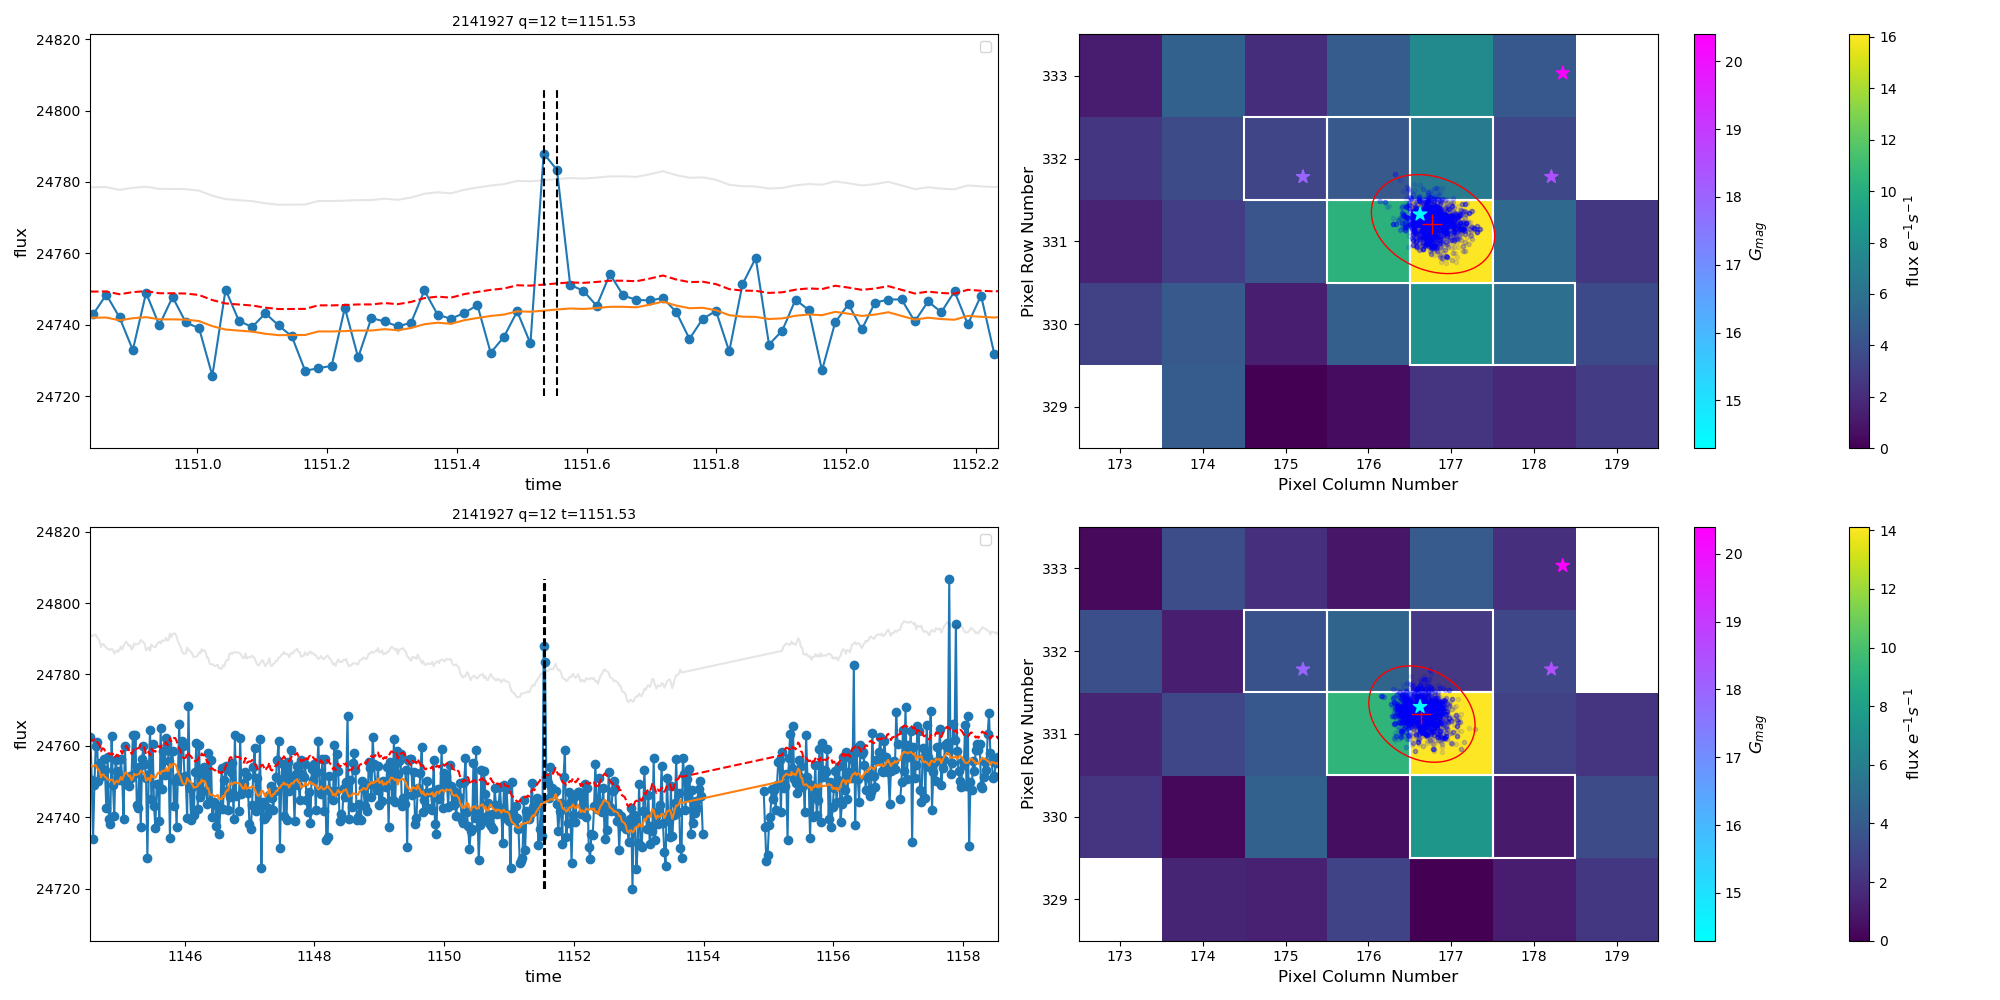 2141927 q=12 t=1151.53
24820
24800
24780
24760
24740
24720
flux
1151.0 1151.2 1151.4 1151.6 1151.8 1152.0 1152.2
time
333
332
331
330
329
Pixel Row Number
173 174 175 176 177 178 179
Pixel Column Number
20
19
18
17
16
15
G_mag
16
14
12
10
8
6
4
2
0
flux e⁻¹s⁻¹
2141927 q=12 t=1151.53
24820
24800
24780
24760
24740
24720
flux
1146 1148 1150 1152 1154 1156 1158
time
333
332
331
330
329
Pixel Row Number
173 174 175 176 177 178 179
Pixel Column Number
20
19
18
17
16
15
G_mag
14
12
10
8
6
4
2
0
flux e⁻¹s⁻¹